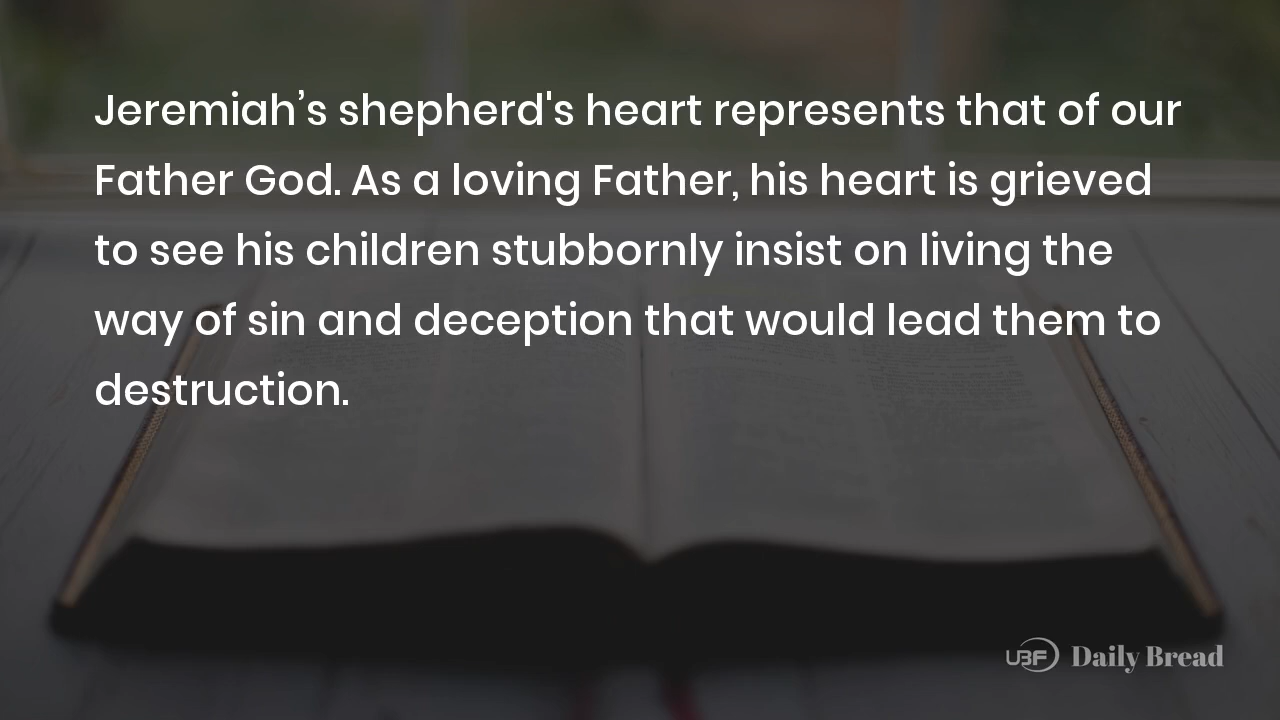 Jeremiah’s shepherd's heart represents that of our
Father God. As a loving Father, his heart is grieved
to see his children stubbornly insist on living the
way of sin and deception that would lead them to
destruction.
UBF Daily Bread